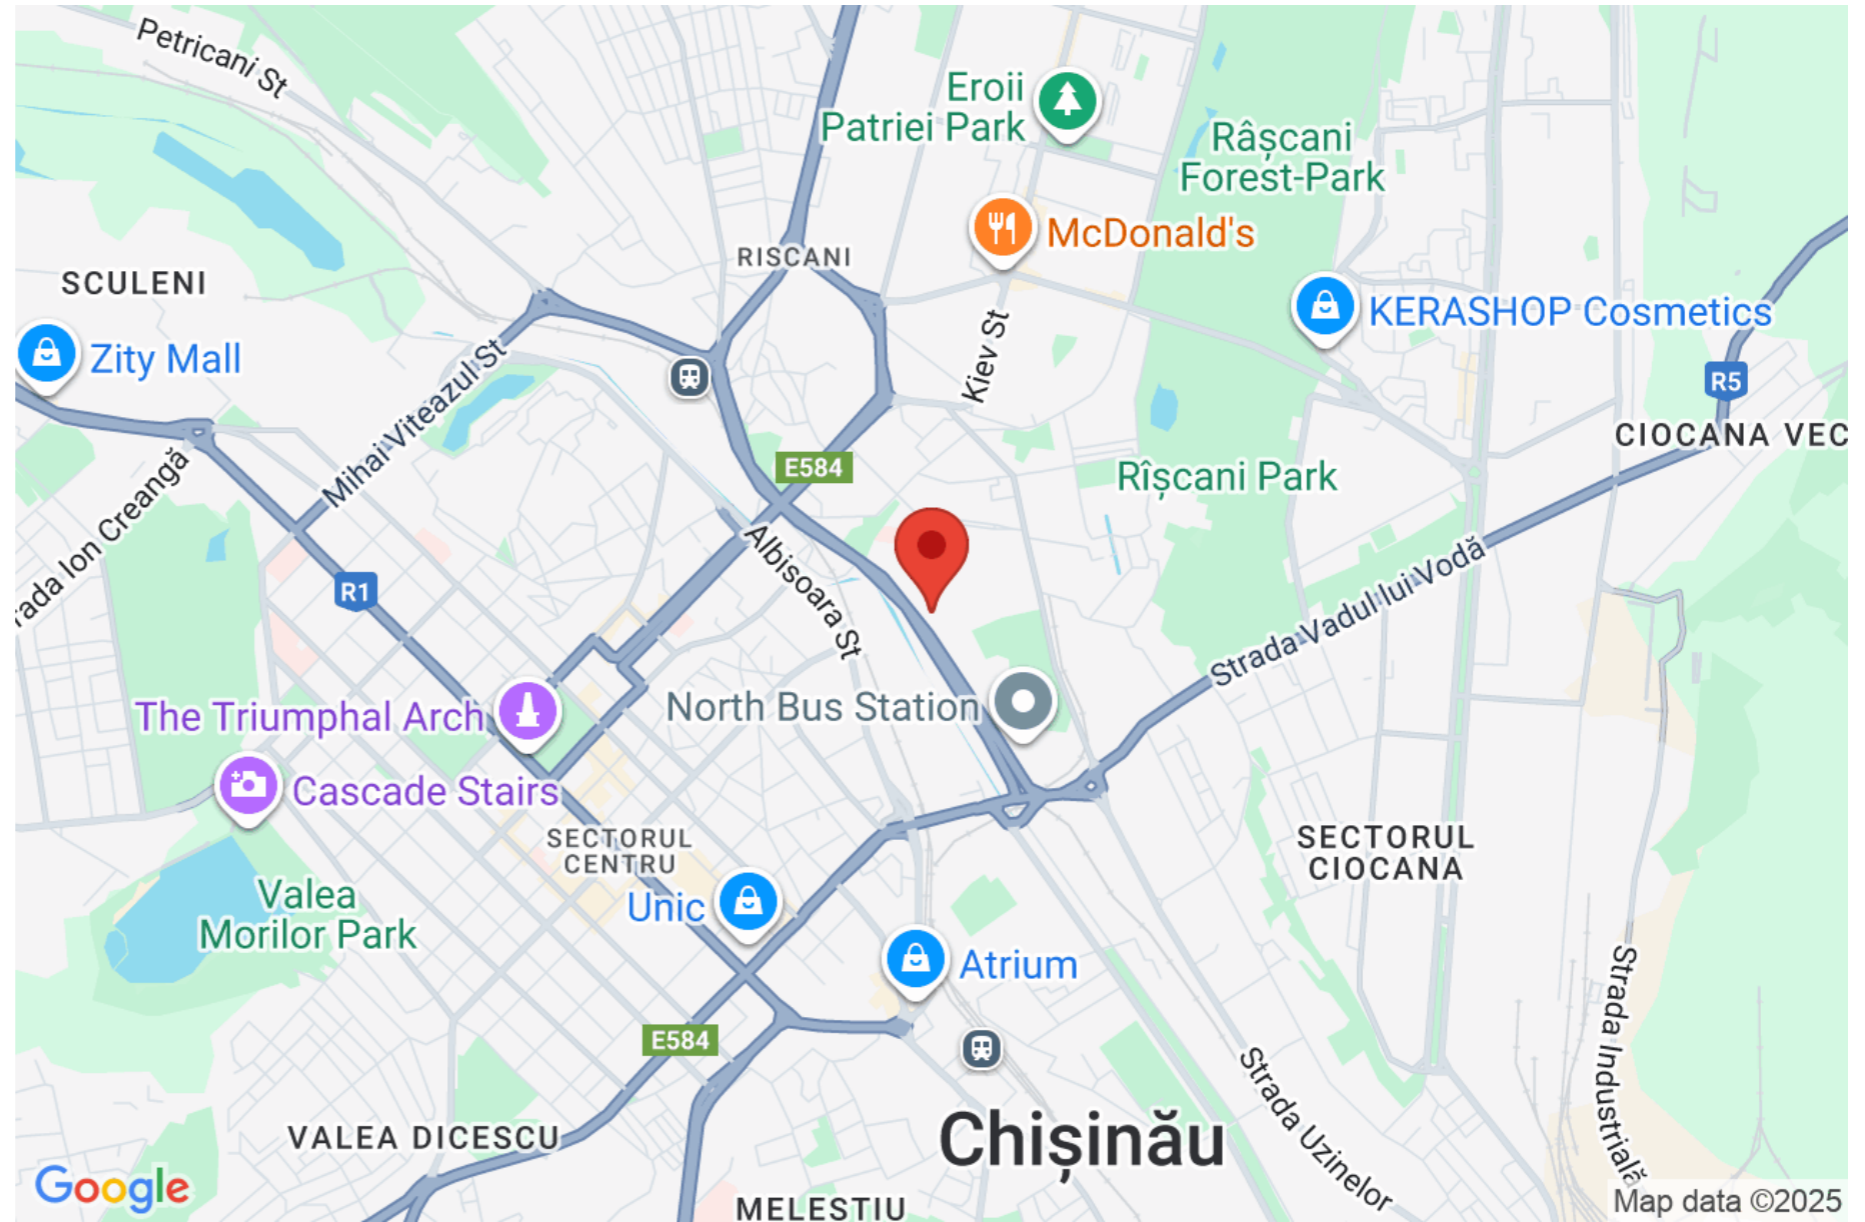 Petricani St
Eroii
Patriei Park
Râșcani
Forest-Park
McDonald's
RISCANI
SCULENI
KERASHOP Cosmetics
Zity Mall
Kiev St
Mihai Viteazul St
R5
CIOCANA VEC
E584
Rîșcani Park
rada Ion Creangă
Albisoara St
R1
Strada Vadul lui Vodă
The Triumphal Arch
North Bus Station
Cascade Stairs
SECTORUL
CENTRU
SECTORUL
CIOCANA
Valea
Morilor Park
Unic
Atrium
Strada Industrială
E584
Strada Uzinelor
VALEA DICESCU
Chișinău
Google
MELESTIU
Map data ©2025